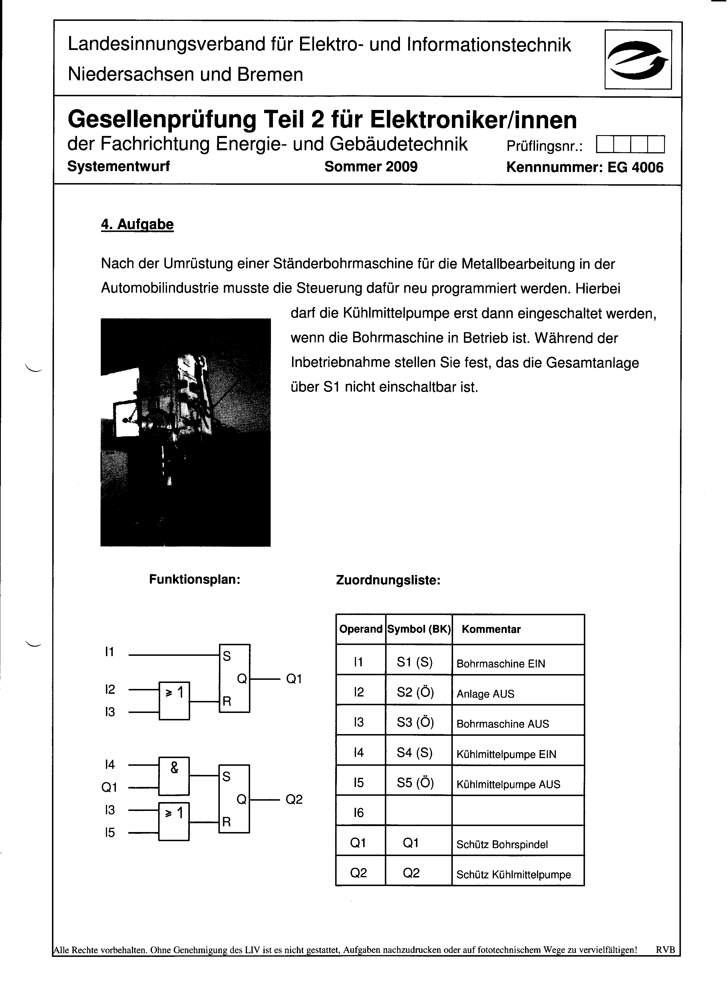 Landesinnungsverband für Elektro- und Informationstechnik
Niedersachsen und Bremen
Gesellenprüfung Teil 2 für Elektroniker/innen
der Fachrichtung Energie- und Gebäudetechnik Prüflingsnr.:
Systementwurf Sommer 2009 Kennnummer: EG 4006
4. Aufgabe
Nach der Umrüstung einer Ständerbohrmaschine für die Metallbearbeitung in der
Automobilindustrie musste die Steuerung dafür neu programmiert werden. Hierbei
darf die Kühlmittelpumpe erst dann eingeschaltet werden,
wenn die Bohrmaschine in Betrieb ist. Während der
Inbetriebnahme stellen Sie fest, das die Gesamtanlage
über S1 nicht einschaltbar ist.
Funktionsplan:
I1
S
I2
≥ 1
Q
Q1
I3
R
I4
&
S
Q1
Q
Q2
I3
≥ 1
R
I5
Zuordnungsliste:
Operand Symbol (BK) Kommentar
I1 S1 (S) Bohrmaschine EIN
I2 S2 (Ö) Anlage AUS
I3 S3 (Ö) Bohrmaschine AUS
I4 S4 (S) Kühlmittelpumpe EIN
I5 S5 (Ö) Kühlmittelpumpe AUS
I6
Q1 Q1 Schütz Bohrspindel
Q2 Q2 Schütz Kühlmittelpumpe
Alle Rechte vorbehalten. Ohne Genehmigung des LIV ist es nicht gestattet, Aufgaben nachzudrucken oder auf fototechnischem Wege zu vervielfältigen! RVB